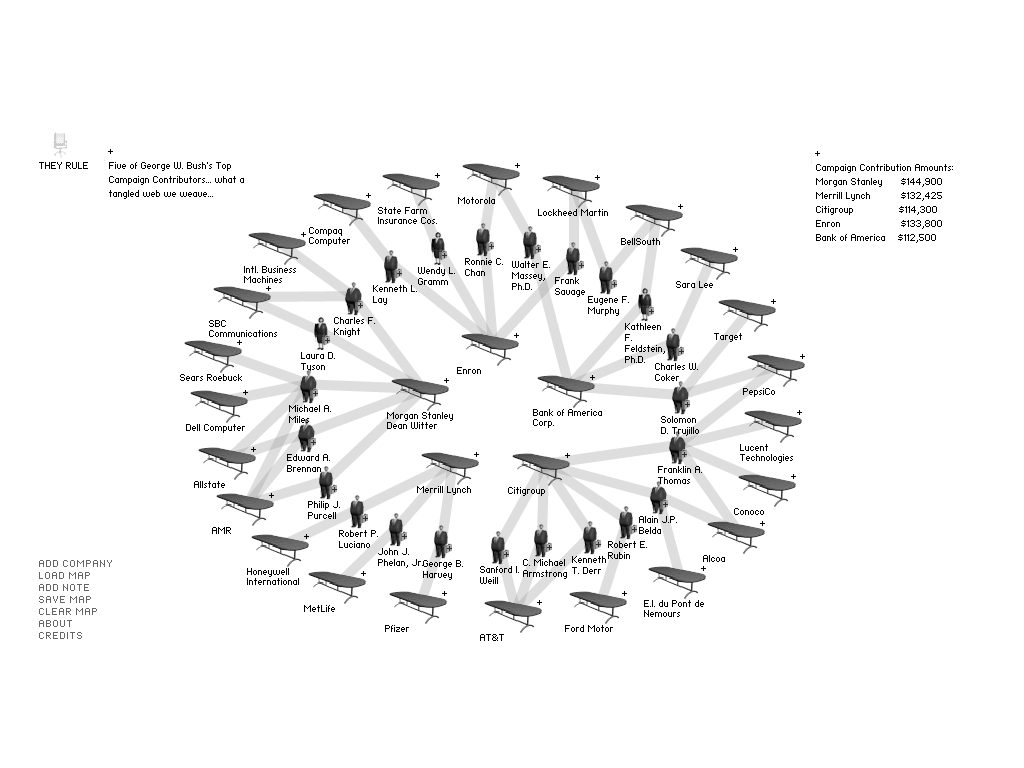 THEY RULE
+
Five of George W. Bush's Top
Campaign Contributors... what a
tangled web we weave...
+
Campaign Contribution Amounts:
Morgan Stanley $144,900
Merrill Lynch $132,425
Citigroup $114,300
Enron $133,800
Bank of America $112,500
Motorola
State Farm
Insurance Cos.
Lockheed Martin
Compaq
Computer
BellSouth
Intl. Business
Machines
Sara Lee
SBC
Communications
Target
Sears Roebuck
PepsiCo
Dell Computer
Lucent
Technologies
Allstate
Conoco
AMR
Alcoa
Honeywell
International
E.I. du Pont de
Nemours
MetLife
Pfizer
AT&T
Ford Motor
Wendy L.
Gramm
Ronnie C.
Chan
Walter E.
Massey,
Ph.D.
Frank
Savage
Kenneth L.
Lay
Eugene F.
Murphy
Charles F.
Knight
Kathleen
F.
Feldstein,
Ph.D.
Laura D.
Tyson
Charles W.
Coker
Michael A.
Miles
Solomon
D. Trujillo
Edward A.
Brennan
Franklin A.
Thomas
Philip J.
Purcell
Alain J.P.
Belda
Robert P.
Luciano
Robert E.
Rubin
John J.
Phelan, Jr.
George B.
Harvey
Sanford I.
Weill
C. Michael
Armstrong
Kenneth
T. Derr
Enron
Morgan Stanley
Dean Witter
Bank of America
Corp.
Merrill Lynch
Citigroup
ADD COMPANY
LOAD MAP
ADD NOTE
SAVE MAP
CLEAR MAP
ABOUT
CREDITS